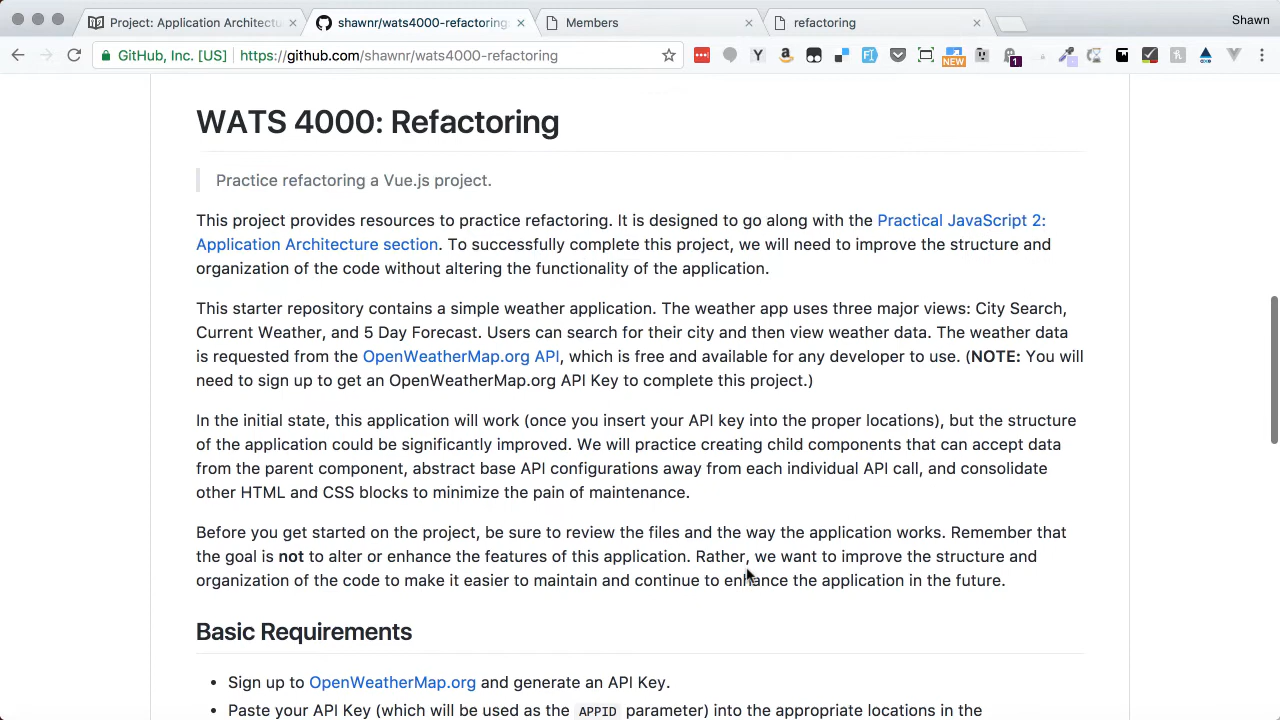 Project: Application Architectu
shawnr/wats4000-refactoring:
Members
refactoring
Shawn
GitHub, Inc. [US]
https://github.com/shawnr/wats4000-refactoring
NEW
1
WATS 4000: Refactoring
Practice refactoring a Vue.js project.
This project provides resources to practice refactoring. It is designed to go along with the Practical JavaScript 2:
Application Architecture section. To successfully complete this project, we will need to improve the structure and
organization of the code without altering the functionality of the application.
This starter repository contains a simple weather application. The weather app uses three major views: City Search,
Current Weather, and 5 Day Forecast. Users can search for their city and then view weather data. The weather data
is requested from the OpenWeatherMap.org API, which is free and available for any developer to use. (NOTE: You will
need to sign up to get an OpenWeatherMap.org API Key to complete this project.)
In the initial state, this application will work (once you insert your API key into the proper locations), but the structure
of the application could be significantly improved. We will practice creating child components that can accept data
from the parent component, abstract base API configurations away from each individual API call, and consolidate
other HTML and CSS blocks to minimize the pain of maintenance.
Before you get started on the project, be sure to review the files and the way the application works. Remember that
the goal is not to alter or enhance the features of this application. Rather, we want to improve the structure and
organization of the code to make it easier to maintain and continue to enhance the application in the future.
Basic Requirements
• Sign up to OpenWeatherMap.org and generate an API Key.
• Paste your API Key (which will be used as the APPID parameter) into the appropriate locations in the